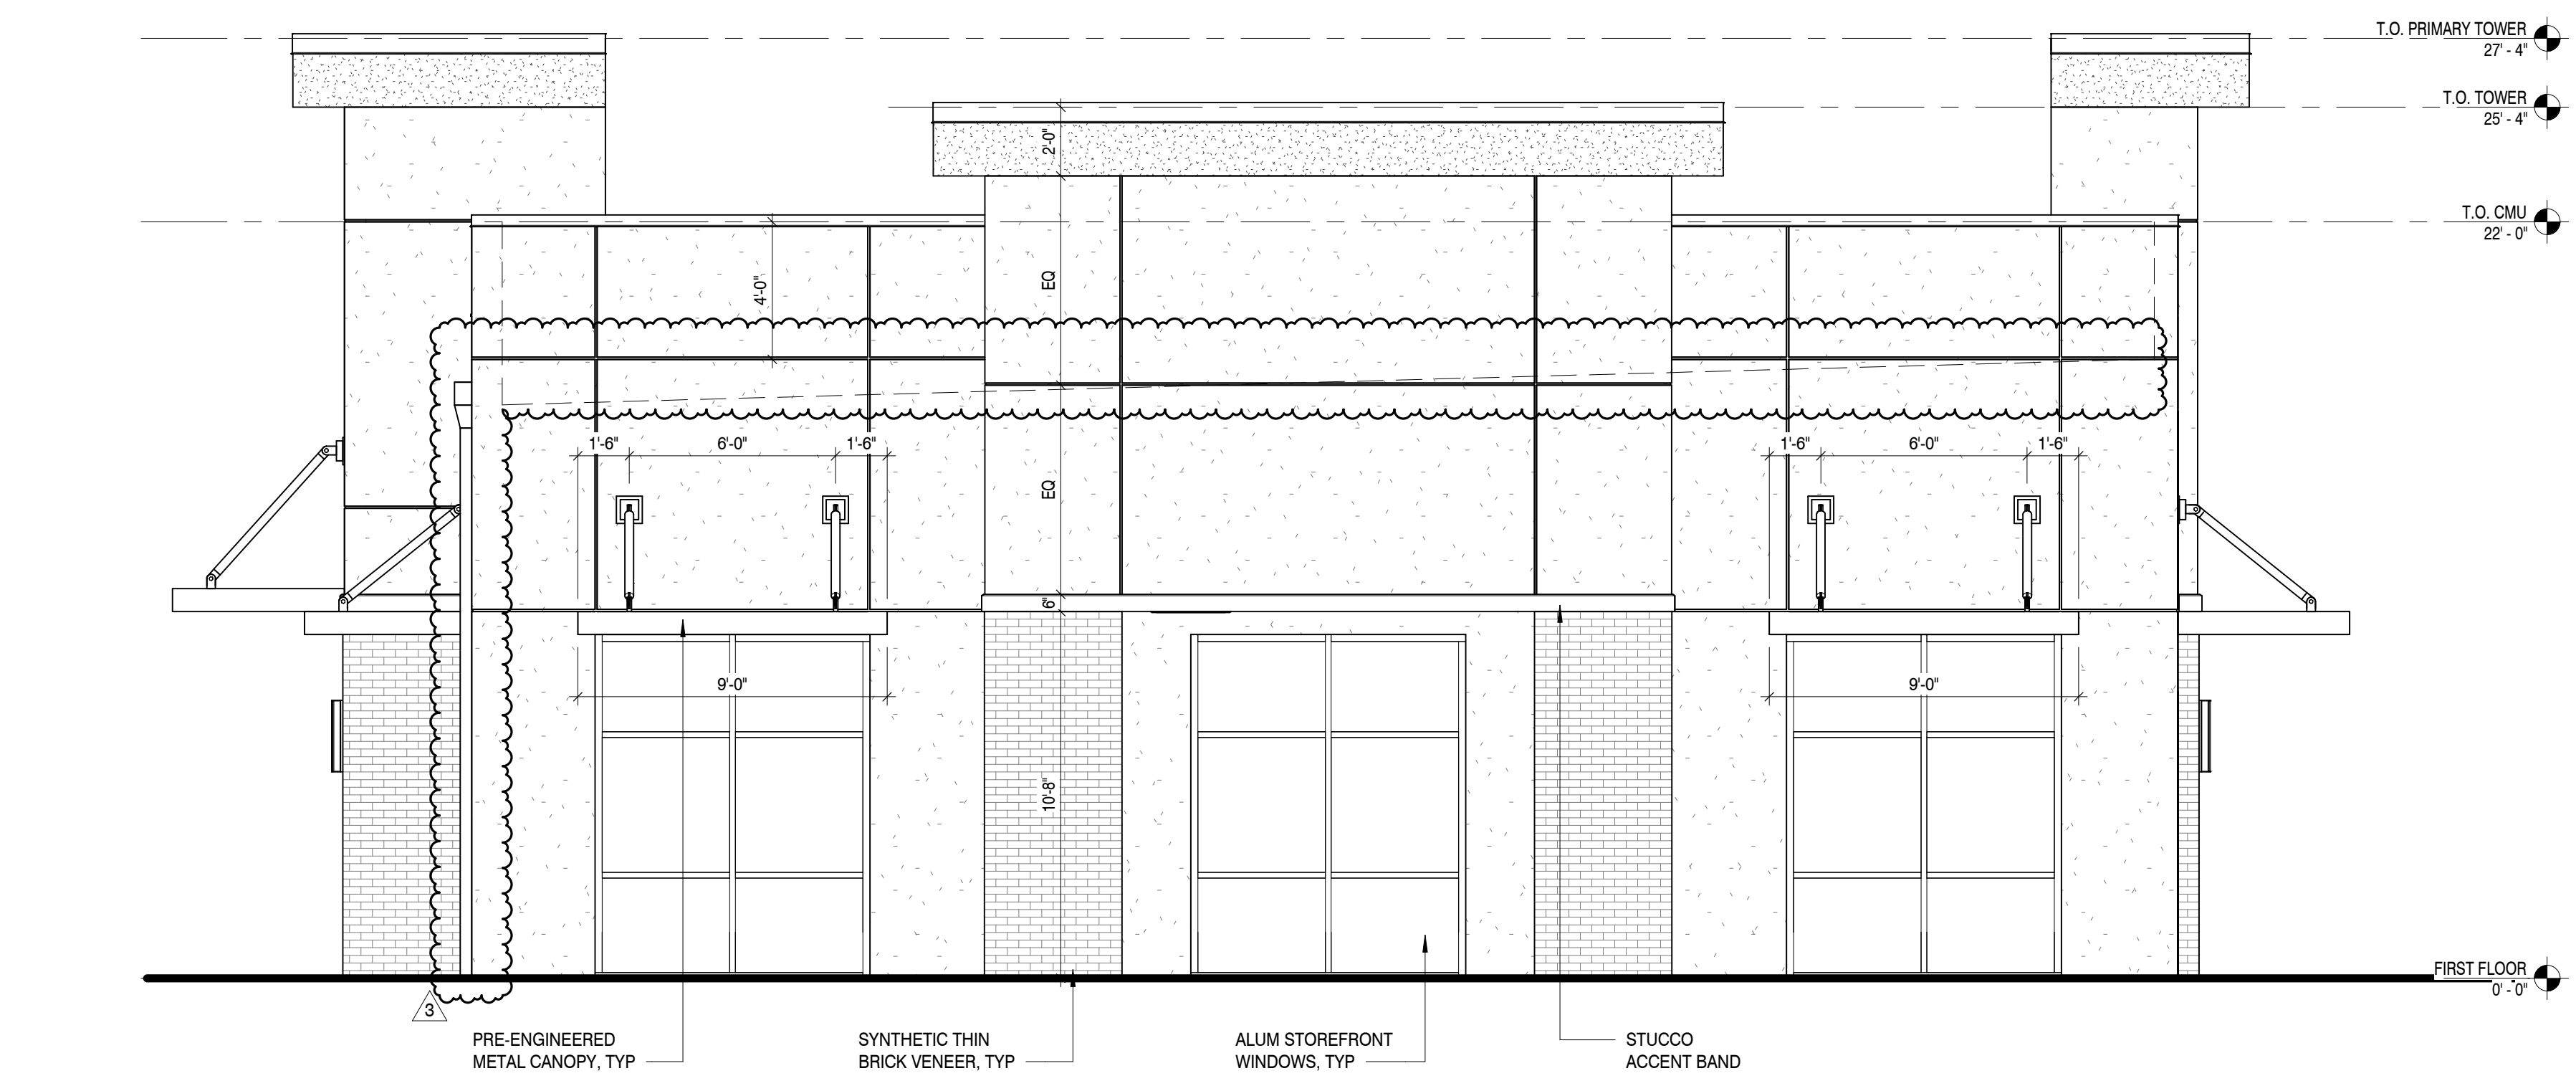 T.O. PRIMARY TOWER
27' - 4"
T.O. TOWER
25' - 4"
2'-0"
T.O. CMU
22' - 0"
4'-0"
EQ
1'-6" 6'-0" 1'-6"
1'-6" 6'-0" 1'-6"
EQ
6"
9'-0"
9'-0"
10'-8"
FIRST FLOOR
0' - 0"
3
PRE-ENGINEERED
METAL CANOPY, TYP
SYNTHETIC THIN
BRICK VENEER, TYP
ALUM STOREFRONT
WINDOWS, TYP
STUCCO
ACCENT BAND